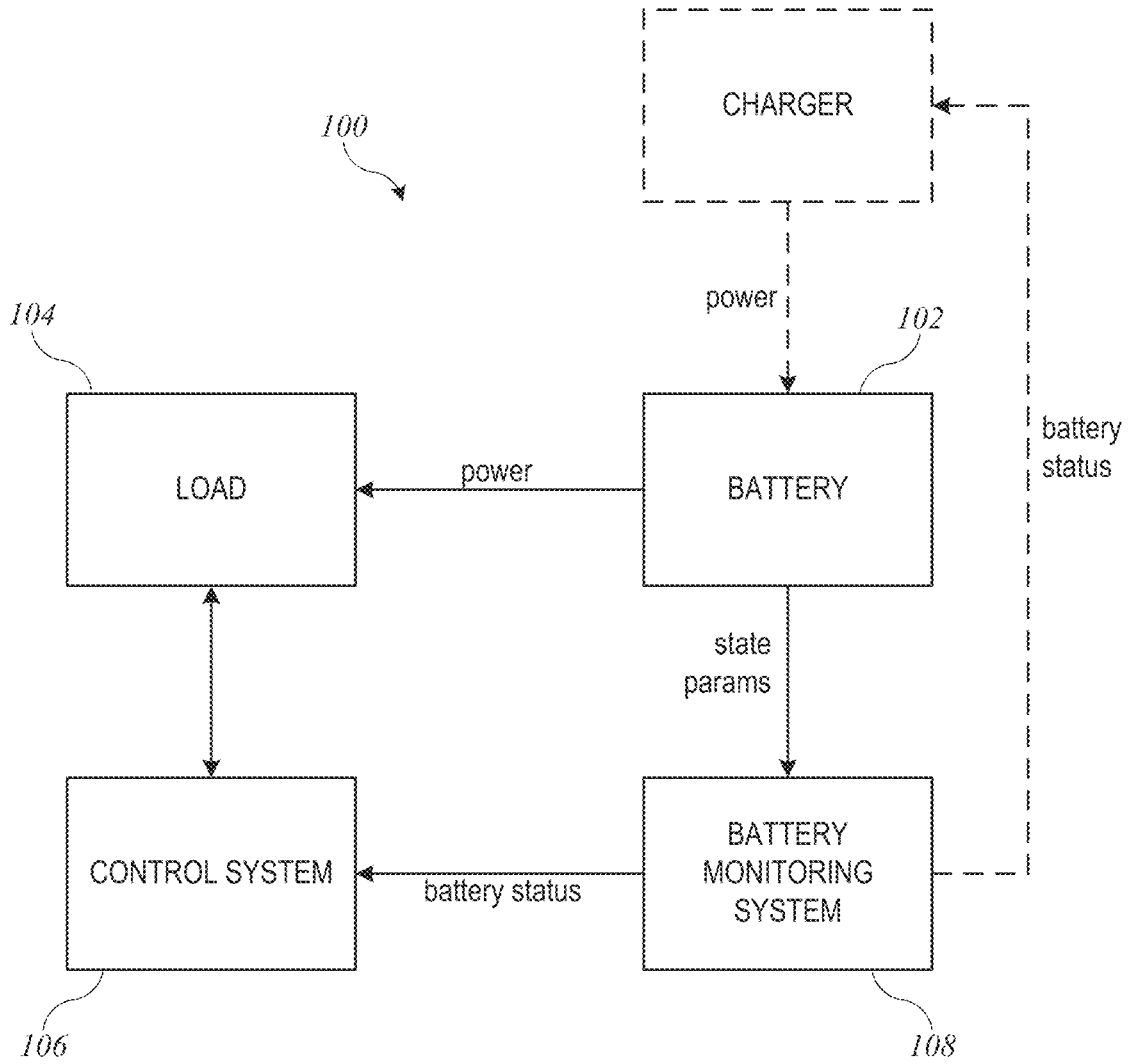 CHARGER
100
power
104
102
battery
status
LOAD
power
BATTERY
state
params
CONTROL SYSTEM
battery status
BATTERY
MONITORING
SYSTEM
106
108